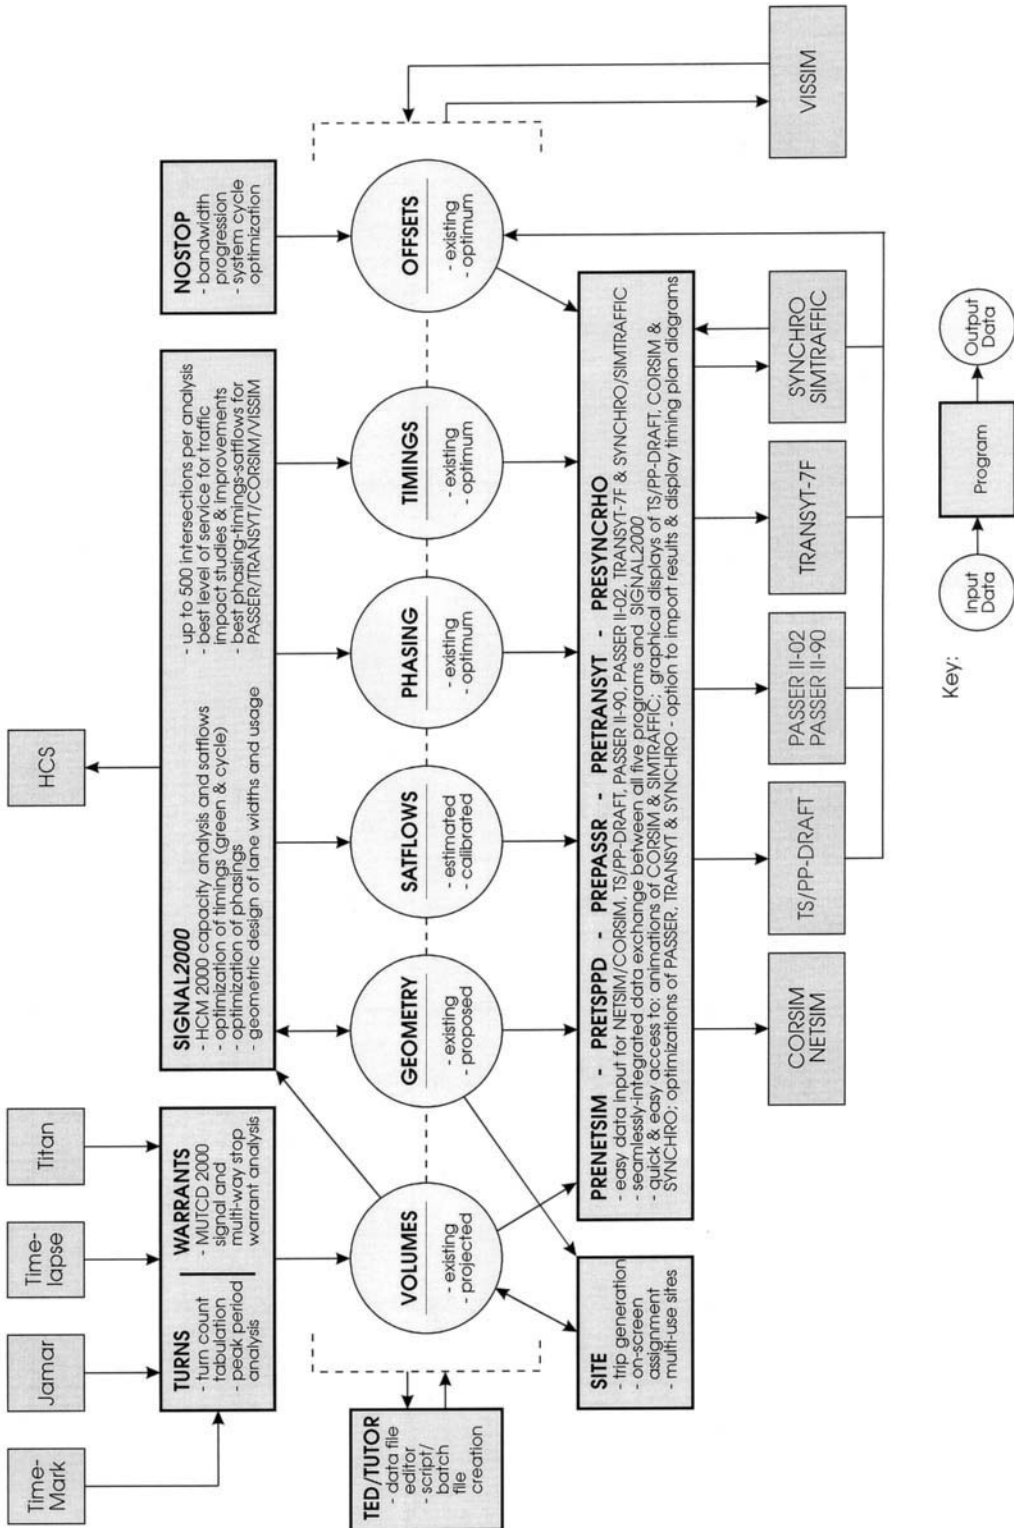 Time-
Mark
Jamar
Time-
lapse
Titan
HCS
TURNS
- turn count
tabulation
- peak period
analysis
WARRANTS
- MUTCD 2000
signal and
multi-way stop
warrant analysis
SIGNAL2000
- HCM 2000 capacity analysis and satflows
- optimization of timings (green & cycle)
- optimization of phasings
- geometric design of lane widths and usage
- up to 500 intersections per analysis
- best level of service for traffic
impact studies & improvements
- best phasing-timings-satflows for
PASSER/TRANSYT/CORSIM/VISSIM
NOSTOP
- bandwidth
progression
- system cycle
optimization
TED/TUTOR
- data file
editor
- script/
batch
file
creation
VOLUMES
- existing
- projected
GEOMETRY
- existing
- proposed
SATFLOWS
- estimated
- calibrated
PHASING
- existing
- optimum
TIMINGS
- existing
- optimum
OFFSETS
- existing
- optimum
SITE
- trip generation
- on-screen
assignment
- multi-use sites
PRENETSIM - PRETSPPD - PREPASSR - PRETRANSYT - PRESYNCRHO
- easy data input for NETSIM/CORSIM, TS/PP-DRAFT, PASSER II-90, PASSER II-02, TRANSYT-7F & SYNCHRO/SIMTRAFFIC
- seamlessly-integrated data exchange between all five programs and SIGNAL2000
- quick & easy access to: animations of CORSIM & SIMTRAFFIC; graphical displays of TS/PP-DRAFT, CORSIM &
SYNCHRO; optimizations of PASSER, TRANSYT & SYNCHRO - option to import results & display timing plan diagrams
CORSIM
NETSIM
TS/PP-DRAFT
PASSER II-02
PASSER II-90
TRANSYT-7F
SYNCHRO
SIMTRAFFIC
VISSIM
Key:
Input
Data
Program
Output
Data